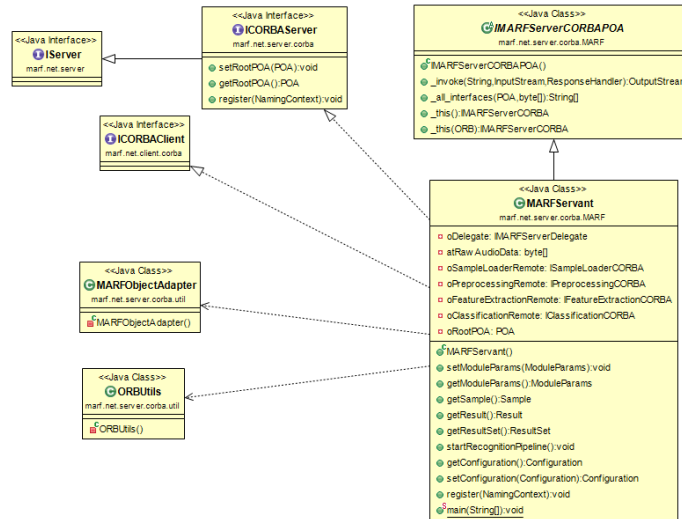 <<Java Interface>>
IServer
marf.net.server
<<Java Interface>>
ICORBAServer
marf.net.server.corba
setRootPOA(POA):void
getRootPOA():POA
register(NamingContext):void
<<Java Class>>
IMARFServerCORBAPOA
marf.net.server.corba.MARF
IMARFServerCORBAPOA()
_invoke(String,InputStream,ResponseHandler):OutputStream
_all_interfaces(POA,byte[]):String[]
_this():IMARFServerCORBA
_this(ORB):IMARFServerCORBA
<<Java Interface>>
ICORBAClient
marf.net.client.corba
<<Java Class>>
MARFServant
marf.net.server.corba.MARF
oDelegate: IMARFServerDelegate
atRaw AudioData: byte[]
oSampleLoaderRemote: ISampleLoaderCORBA
oPreprocessingRemote: IPreprocessingCORBA
oFeatureExtractionRemote: IFeatureExtractionCORBA
oClassificationRemote: IClassificationCORBA
oRootPOA: POA
MARFServant()
setModuleParams(ModuleParams):void
getModuleParams():ModuleParams
getSample():Sample
getResult():Result
getResultSet():ResultSet
startRecognitionPipeline():void
getConfiguration():Configuration
setConfiguration(Configuration):Configuration
register(NamingContext):void
main(String[]):void
<<Java Class>>
MARFObjectAdapter
marf.net.server.corba.util
MARFObjectAdapter()
<<Java Class>>
ORBUtils
marf.net.server.corba.util
ORBUtils()